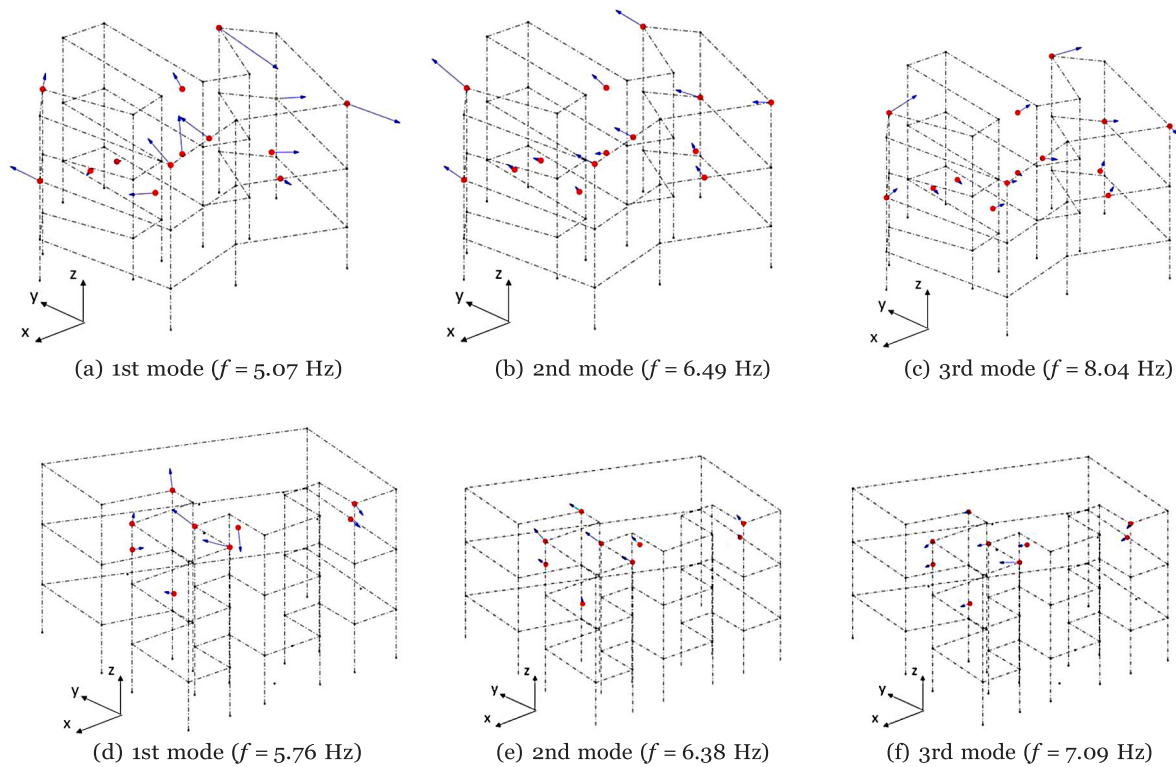 z
y
x
z
y
x
z
y
x
(a) 1st mode (f = 5.07 Hz)
(b) 2nd mode (f = 6.49 Hz)
(c) 3rd mode (f = 8.04 Hz)
z
y
x
z
y
x
z
y
x
(d) 1st mode (f = 5.76 Hz)
(e) 2nd mode (f = 6.38 Hz)
(f) 3rd mode (f = 7.09 Hz)